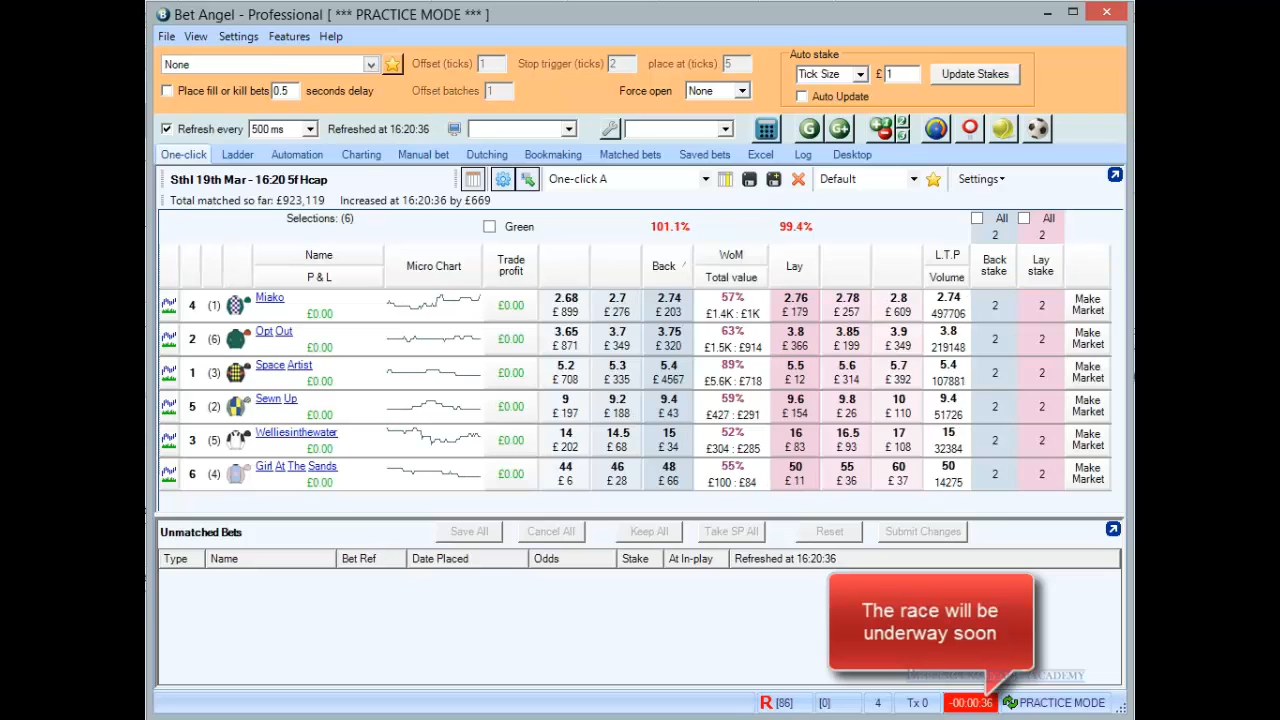 Bet Angel - Professional [ *** PRACTICE MODE *** ]
File View Settings Features Help
None Offset (ticks) 1 Stop trigger (ticks) 2 place at (ticks) 5
Auto stake
Tick Size £ 1 Update Stakes
Place fill or kill bets 0.5 seconds delay Offset batches 1 Force open None
Auto Update
Refresh every 500 ms Refreshed at 16:20:36 G G+
One-click Ladder Automation Charting Manual bet Dutching Bookmaking Matched bets Saved bets Excel Log Desktop
Sthl 19th Mar - 16:20 5f Hcap One-click A Default Settings
Total matched so far: £923,119 Increased at 16:20:36 by £669
Selections: (6) Green 101.1% 99.4% All All
2 2
Name Micro Chart Trade profit Back WoM Lay L.T.P Back stake Lay stake
P & L Total value Volume
4 (1) Miako £0.00 2.68 2.7 2.74 57% 2.76 2.78 2.8 2.74 2 2 Make Market
£0.00 £ 899 £ 276 £ 203 £1.4K : £1K £ 179 £ 257 £ 609 497706
2 (6) Opt Out £0.00 3.65 3.7 3.75 63% 3.8 3.85 3.9 3.8 2 2 Make Market
£0.00 £ 871 £ 349 £ 320 £1.5K : £914 £ 366 £ 199 £ 349 219148
1 (3) Space Artist £0.00 5.2 5.3 5.4 89% 5.5 5.6 5.7 5.4 2 2 Make Market
£0.00 £ 708 £ 335 £ 4567 £5.6K : £718 £ 12 £ 314 £ 392 107881
5 (2) Sewn Up £0.00 9 9.2 9.4 59% 9.6 9.8 10 9.4 2 2 Make Market
£0.00 £ 197 £ 188 £ 43 £427 : £291 £ 154 £ 26 £ 110 51726
3 (5) Welliesinthewater £0.00 14 14.5 15 52% 16 16.5 17 15 2 2 Make Market
£0.00 £ 202 £ 68 £ 34 £304 : £285 £ 83 £ 93 £ 108 32384
6 (4) Girl At The Sands £0.00 44 46 48 55% 50 55 60 50 2 2 Make Market
£0.00 £ 6 £ 28 £ 66 £100 : £84 £ 11 £ 36 £ 37 14275
Unmatched Bets Save All Cancel All Keep All Take SP All Reset Submit Changes
Type Name Bet Ref Date Placed Odds Stake At In-play Refreshed at 16:20:36
The race will be
underway soon
ACADEMY
R [86] [0] 4 Tx 0 -00:00:36 PRACTICE MODE